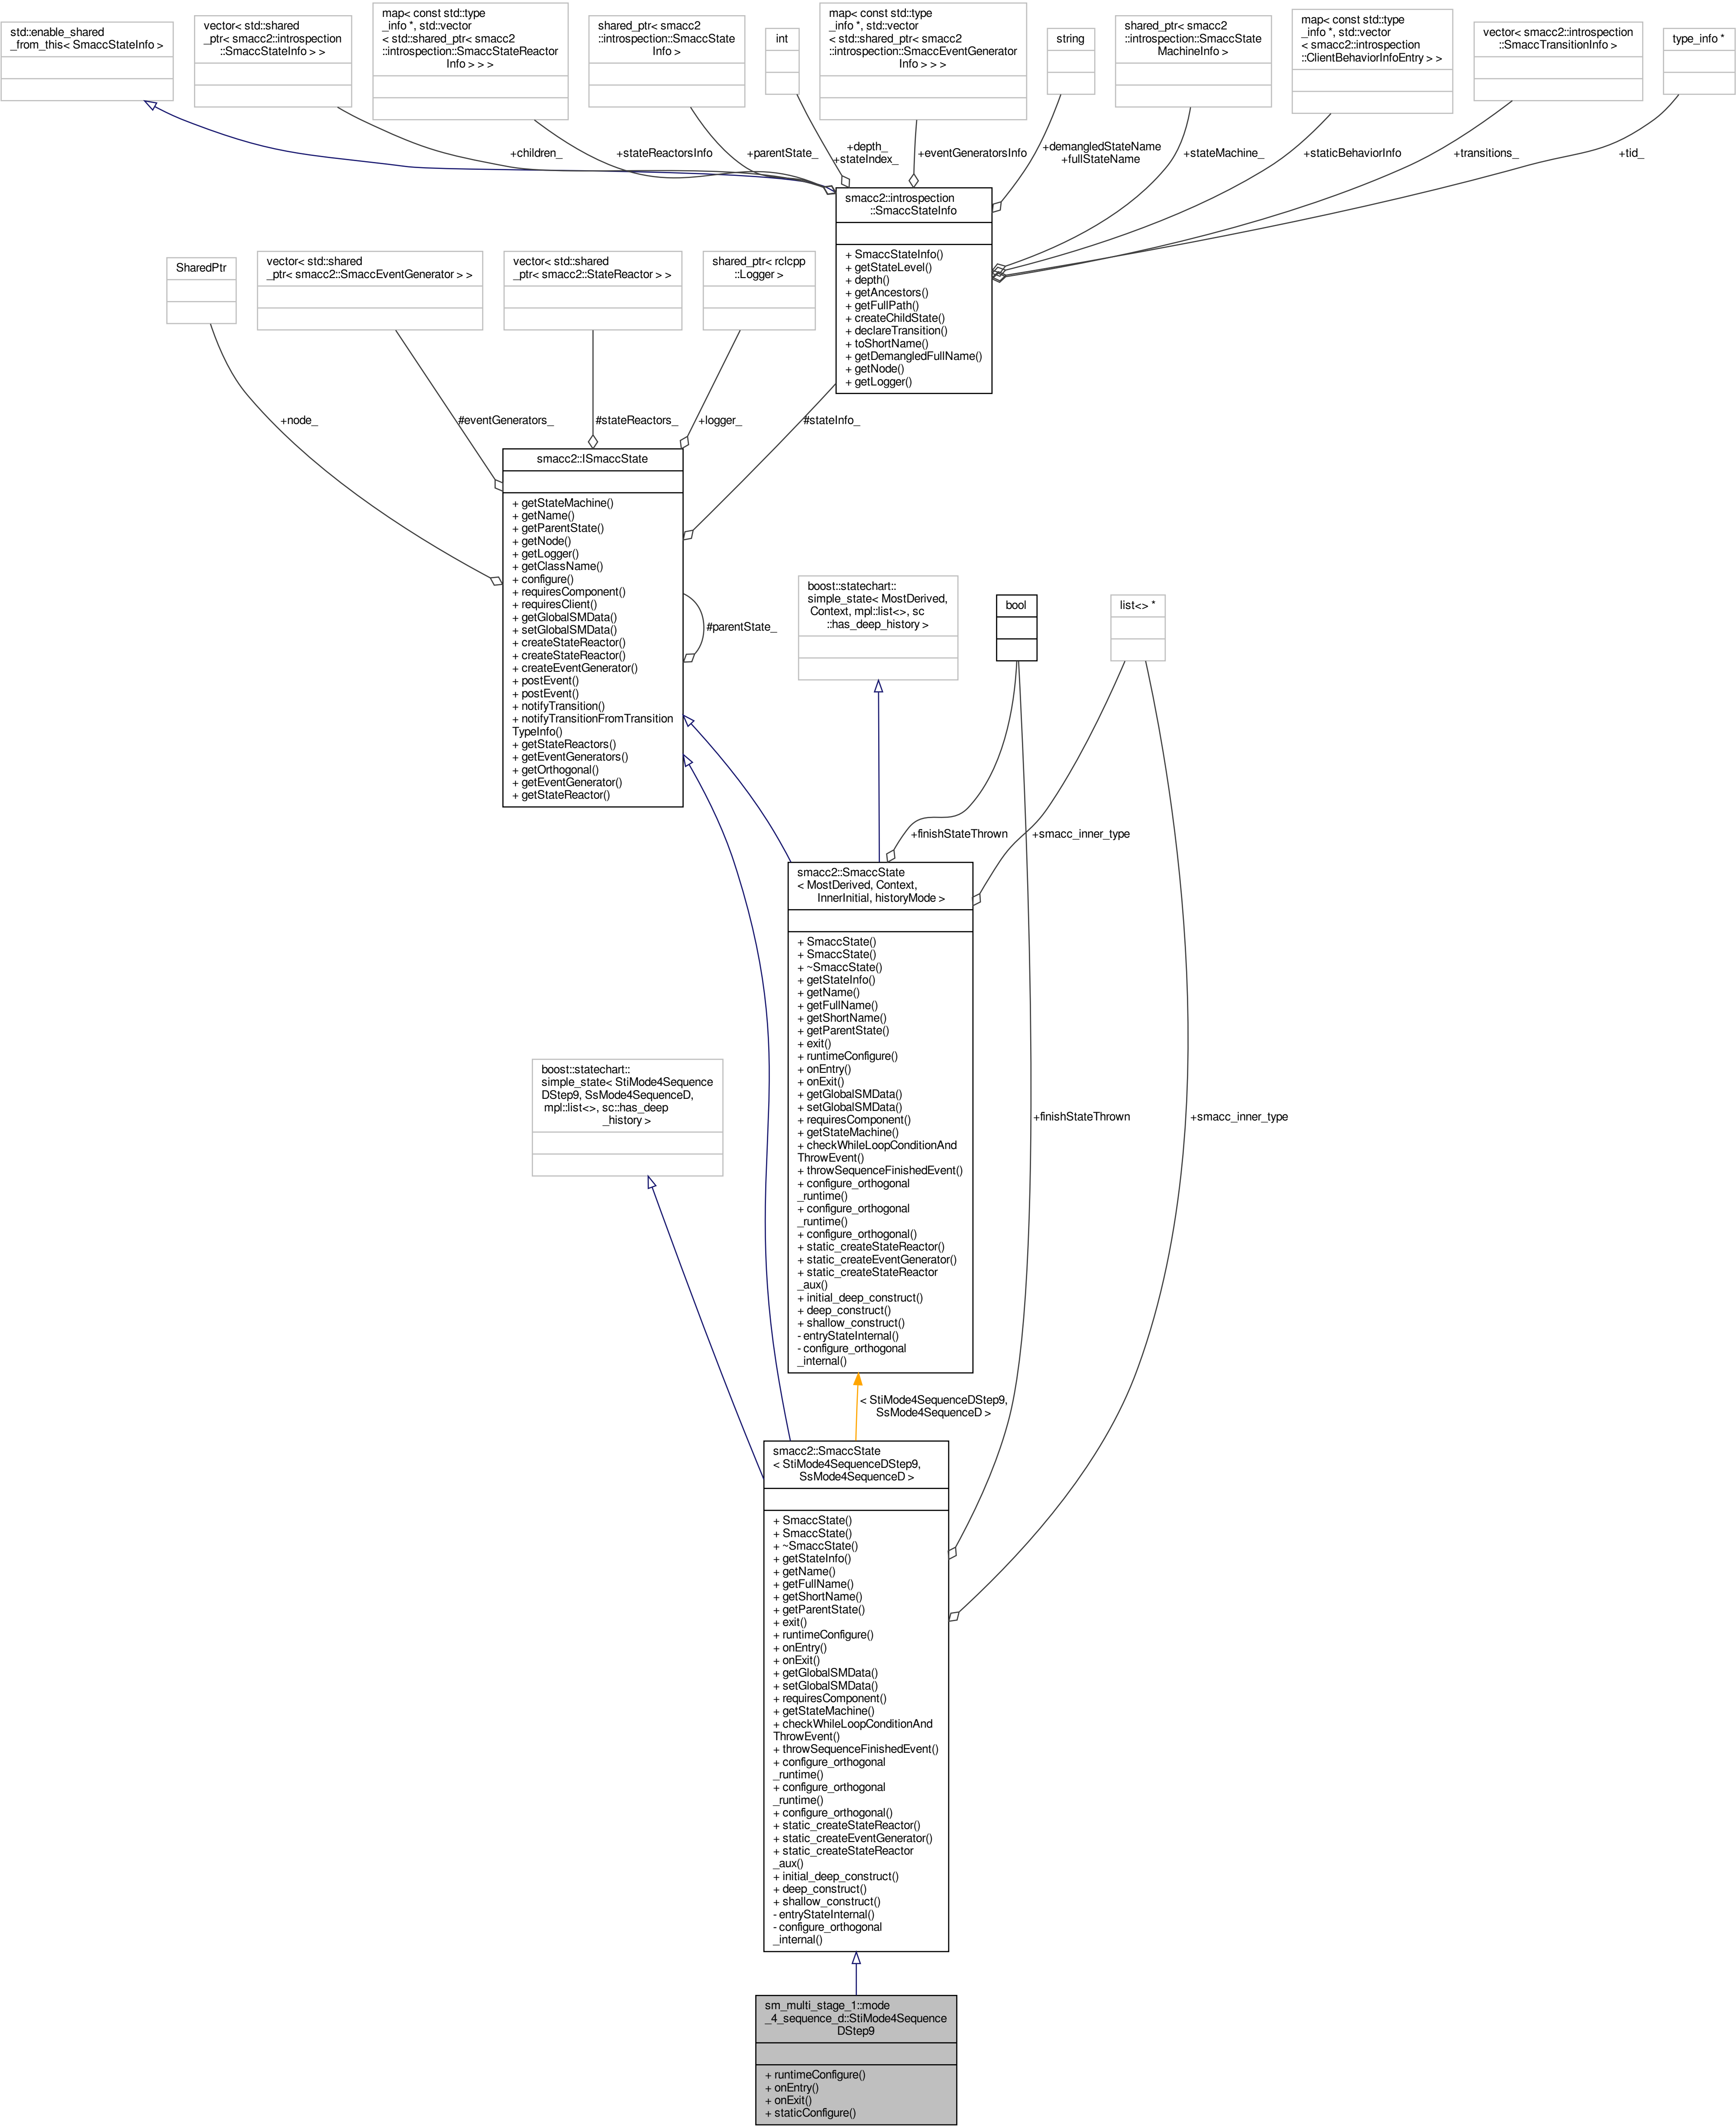 std::enable_shared
_from_this< SmaccStateInfo >
vector< std::shared
_ptr< smacc2::introspection
::SmaccStateInfo > >
map< const std::type
_info *, std::vector
< std::shared_ptr< smacc2
::introspection::SmaccStateReactor
Info > > >
shared_ptr< smacc2
::introspection::SmaccState
Info >
int
map< const std::type
_info *, std::vector
< std::shared_ptr< smacc2
::introspection::SmaccEventGenerator
Info > > >
string
shared_ptr< smacc2
::introspection::SmaccState
MachineInfo >
map< const std::type
_info *, std::vector
< smacc2::introspection
::ClientBehaviorInfoEntry > >
vector< smacc2::introspection
::SmaccTransitionInfo >
type_info *
+children_
+stateReactorsInfo
+parentState_
+depth_
+stateIndex_
+eventGeneratorsInfo
+demangledStateName
+fullStateName
+stateMachine_
+staticBehaviorInfo
+transitions_
+tid_
smacc2::introspection
::SmaccStateInfo
+ SmaccStateInfo()
+ getStateLevel()
+ depth()
+ getAncestors()
+ getFullPath()
+ createChildState()
+ declareTransition()
+ toShortName()
+ getDemangledFullName()
+ getNode()
+ getLogger()
SharedPtr
vector< std::shared
_ptr< smacc2::SmaccEventGenerator > >
vector< std::shared
_ptr< smacc2::StateReactor > >
shared_ptr< rclcpp
::Logger >
+node_
#eventGenerators_
#stateReactors_
+logger_
#stateInfo_
smacc2::ISmaccState
+ getStateMachine()
+ getName()
+ getParentState()
+ getNode()
+ getLogger()
+ getClassName()
+ configure()
+ requiresComponent()
+ requiresClient()
+ getGlobalSMData()
+ setGlobalSMData()
+ createStateReactor()
+ createStateReactor()
+ createEventGenerator()
+ postEvent()
+ postEvent()
+ notifyTransition()
+ notifyTransitionFromTransition
TypeInfo()
+ getStateReactors()
+ getEventGenerators()
+ getOrthogonal()
+ getEventGenerator()
+ getStateReactor()
#parentState_
boost::statechart::
simple_state< MostDerived,
Context, mpl::list<>, sc
::has_deep_history >
bool
list<> *
+finishStateThrown
+smacc_inner_type
smacc2::SmaccState
< MostDerived, Context,
InnerInitial, historyMode >
+ SmaccState()
+ SmaccState()
+ ~SmaccState()
+ getStateInfo()
+ getName()
+ getFullName()
+ getShortName()
+ getParentState()
+ exit()
+ runtimeConfigure()
+ onEntry()
+ onExit()
+ getGlobalSMData()
+ setGlobalSMData()
+ requiresComponent()
+ getStateMachine()
+ checkWhileLoopConditionAnd
ThrowEvent()
+ throwSequenceFinishedEvent()
+ configure_orthogonal
_runtime()
+ configure_orthogonal
_runtime()
+ configure_orthogonal()
+ static_createStateReactor()
+ static_createEventGenerator()
+ static_createStateReactor
_aux()
+ initial_deep_construct()
+ deep_construct()
+ shallow_construct()
- entryStateInternal()
- configure_orthogonal
_internal()
boost::statechart::
simple_state< StiMode4Sequence
DStep9, SsMode4SequenceD,
mpl::list<>, sc::has_deep
_history >
+finishStateThrown
+smacc_inner_type
< StiMode4SequenceDStep9,
SsMode4SequenceD >
smacc2::SmaccState
< StiMode4SequenceDStep9,
SsMode4SequenceD >
+ SmaccState()
+ SmaccState()
+ ~SmaccState()
+ getStateInfo()
+ getName()
+ getFullName()
+ getShortName()
+ getParentState()
+ exit()
+ runtimeConfigure()
+ onEntry()
+ onExit()
+ getGlobalSMData()
+ setGlobalSMData()
+ requiresComponent()
+ getStateMachine()
+ checkWhileLoopConditionAnd
ThrowEvent()
+ throwSequenceFinishedEvent()
+ configure_orthogonal
_runtime()
+ configure_orthogonal
_runtime()
+ configure_orthogonal()
+ static_createStateReactor()
+ static_createEventGenerator()
+ static_createStateReactor
_aux()
+ initial_deep_construct()
+ deep_construct()
+ shallow_construct()
- entryStateInternal()
- configure_orthogonal
_internal()
sm_multi_stage_1::mode
_4_sequence_d::StiMode4Sequence
DStep9
+ runtimeConfigure()
+ onEntry()
+ onExit()
+ staticConfigure()